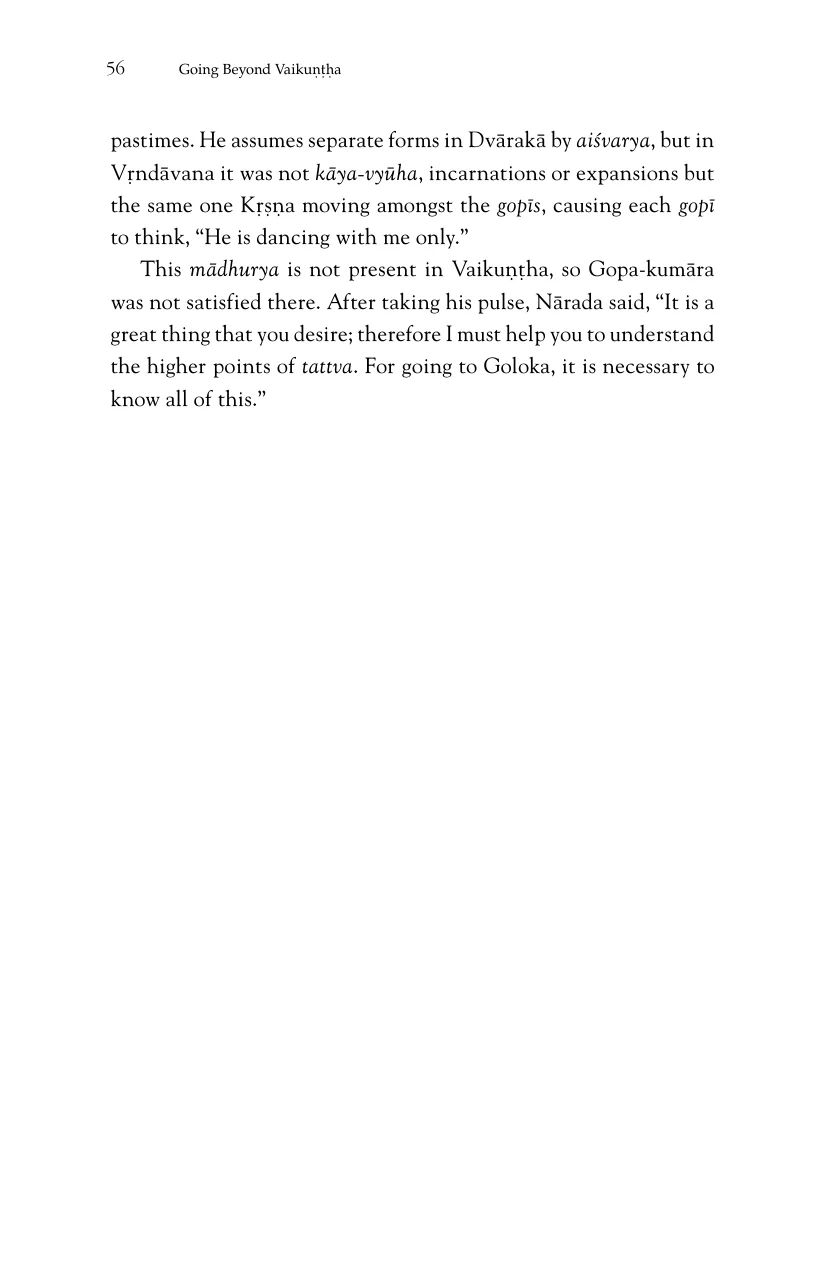 56 Going Beyond Vaikuṇṭha
pastimes. He assumes separate forms in Dvārakā by aiśvarya, but in
Vṛndāvana it was not kāya-vyūha, incarnations or expansions but
the same one Kṛṣṇa moving amongst the gopīs, causing each gopī
to think, “He is dancing with me only.”
This mādhurya is not present in Vaikuṇṭha, so Gopa-kumāra
was not satisfied there. After taking his pulse, Nārada said, “It is a
great thing that you desire; therefore I must help you to understand
the higher points of tattva. For going to Goloka, it is necessary to
know all of this.”